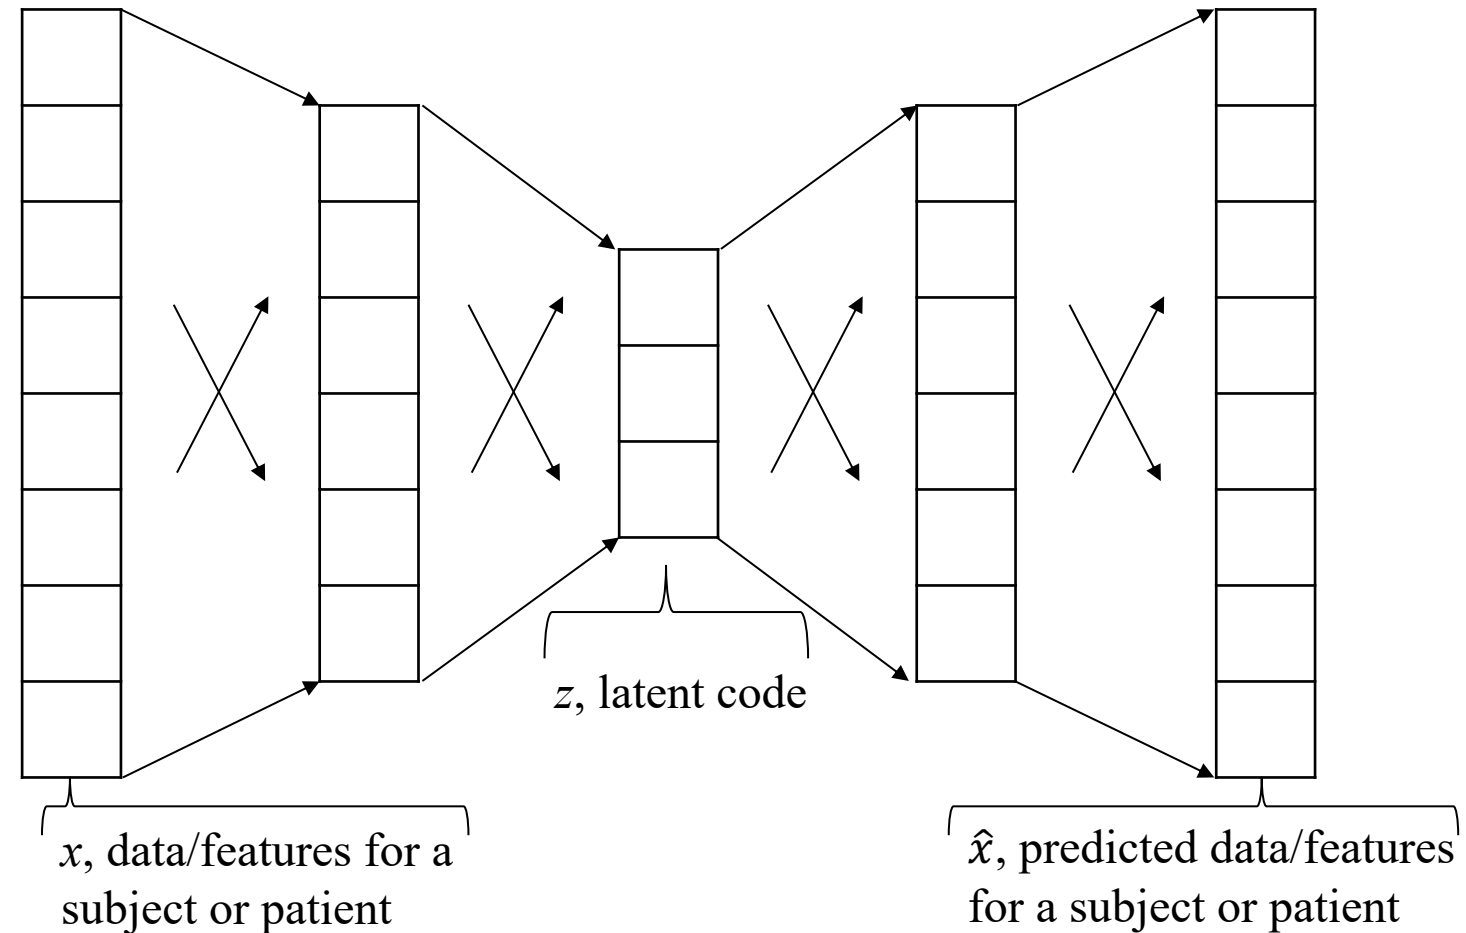 z, latent code
x, data/features for a
subject or patient
x̂, predicted data/features
for a subject or patient